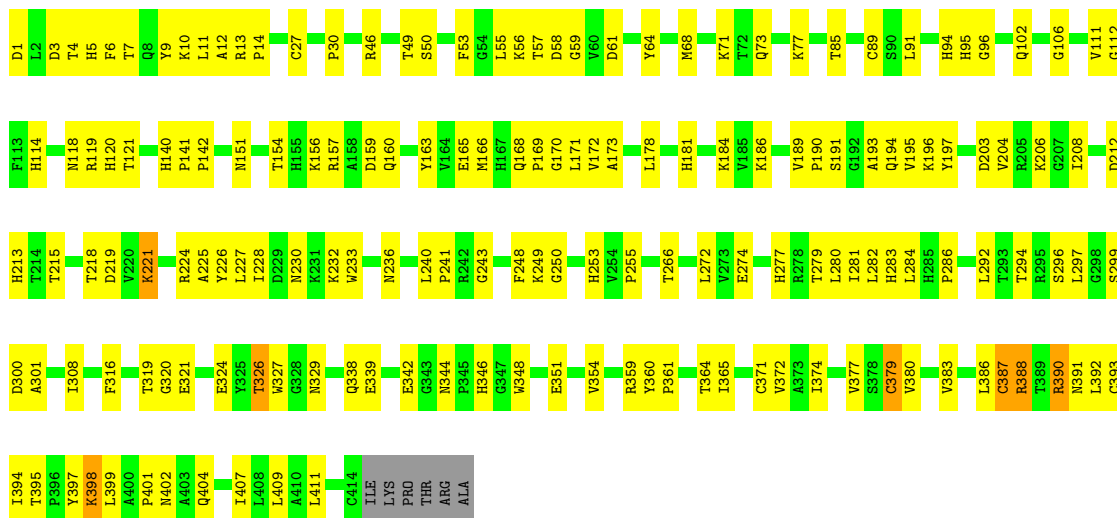 D1 L2 D3 T4 H5 F6 T7 Q8 Y9 K10 L11 A12 R13 P14 C27 P30 R46 T49 S50 F53 G54 L55 K56 T57 D58 G59 V60 D61 Y64 M68 K71 T72 Q73 K77 T85 C89 S90 L91 H94 H95 G96 Q102 G106 V111 G112
F113 H114 N118 R119 H120 T121 H140 P141 P142 N151 T154 H155 K156 R157 A158 D159 Q160 Y163 V164 E165 M166 H167 Q168 P169 G170 L171 V172 A173 L178 H181 K184 V185 K186 V189 P190 S191 G192 A193 Q194 V195 K196 Y197 D203 V204 R205 K206 G207 I208 D212
H213 T214 T215 T218 D219 V220 K221 R224 A225 Y226 L227 I228 D229 N230 K231 K232 W233 N236 L240 P241 R242 G243 F248 K249 G250 H253 V254 P255 T266 L272 V273 E274 H277 R278 T279 L280 I281 L282 H283 L284 H285 P286 L292 T293 T294 R295 S296 L297 G298 S299
D300 A301 I308 F316 T319 G320 E321 E324 Y325 T326 W327 G328 N329 Q338 E339 E342 G343 N344 P345 H346 G347 W348 E351 V354 R359 Y360 P361 T364 I365 C371 V372 A373 I374 V377 S378 C379 V380 V383 L386 C387 R388 T389 R390 N391 L392 C393
I394 T395 P396 Y397 K398 L399 A400 P401 N402 A403 Q404 I407 L408 L409 A410 L411 C414 ILE LYS PRO THR ARG ALA